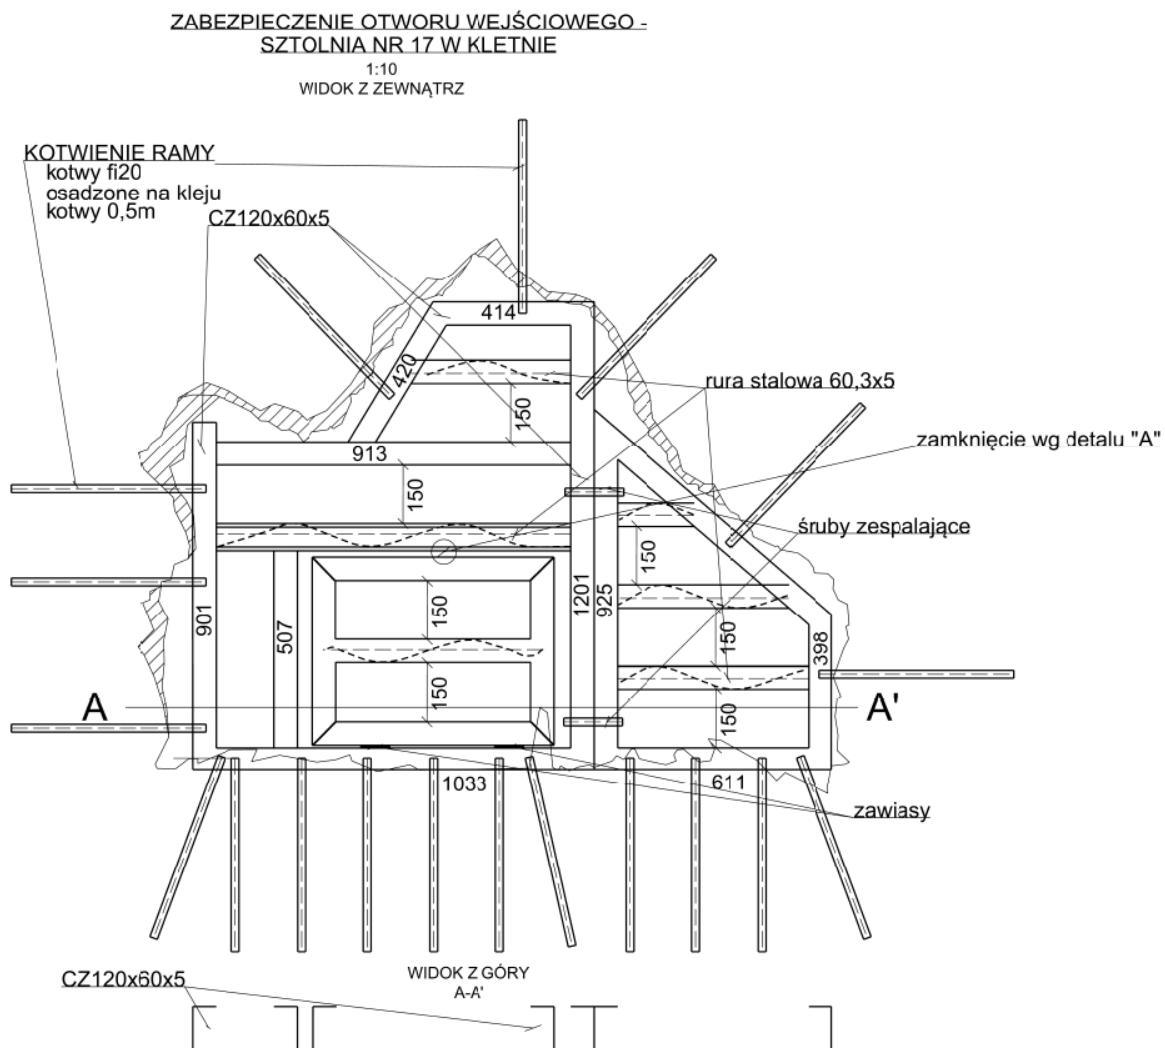 ZABEZPIECZENIE OTWORU WEJŚCIOWEGO -
SZTOLNIA NR 17 W KLETNIE
1:10
WIDOK Z ZEWNĄTRZ
KOTWIENIE RAMY
kotwy fi20
osadzone na kleju
kotwy 0,5m
CZ120x60x5
414
420
rura stalowa 60,3x5
150
913
zamknięcie wg detalu "A"
150
śruby zespalające
150
901
507
150
1201
925
150
398
150
150
A
A'
1033
611
zawiasy
WIDOK Z GÓRY
A-A'
CZ120x60x5